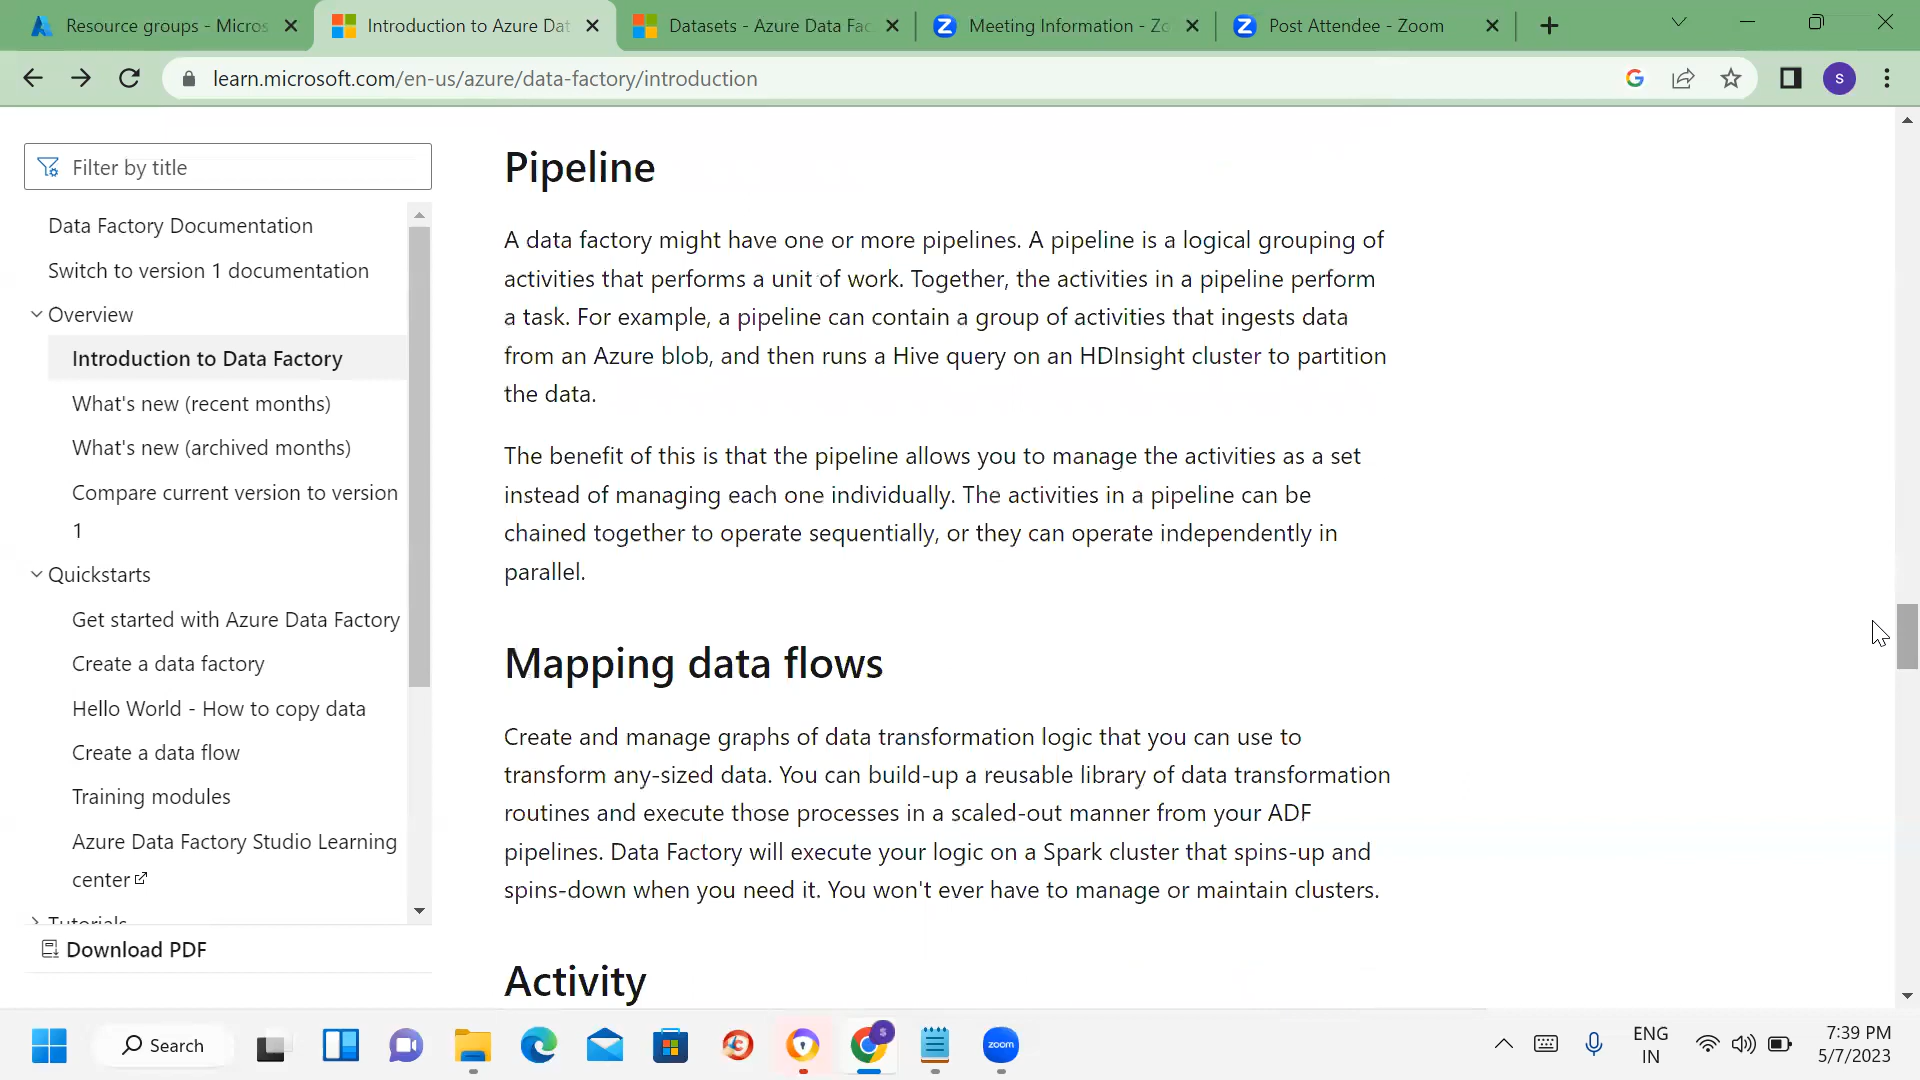 Resource groups - Micros
Introduction to Azure Dat
Datasets - Azure Data Fac
Meeting Information - Zo
Post Attendee - Zoom
learn.microsoft.com/en-us/azure/data-factory/introduction
S
Filter by title
Data Factory Documentation
Switch to version 1 documentation
Overview
Introduction to Data Factory
What's new (recent months)
What's new (archived months)
Compare current version to version
1
Quickstarts
Get started with Azure Data Factory
Create a data factory
Hello World - How to copy data
Create a data flow
Training modules
Azure Data Factory Studio Learning
center
Tutorials
Download PDF
Pipeline
A data factory might have one or more pipelines. A pipeline is a logical grouping of
activities that performs a unit of work. Together, the activities in a pipeline perform
a task. For example, a pipeline can contain a group of activities that ingests data
from an Azure blob, and then runs a Hive query on an HDInsight cluster to partition
the data.
The benefit of this is that the pipeline allows you to manage the activities as a set
instead of managing each one individually. The activities in a pipeline can be
chained together to operate sequentially, or they can operate independently in
parallel.
Mapping data flows
Create and manage graphs of data transformation logic that you can use to
transform any-sized data. You can build-up a reusable library of data transformation
routines and execute those processes in a scaled-out manner from your ADF
pipelines. Data Factory will execute your logic on a Spark cluster that spins-up and
spins-down when you need it. You won't ever have to manage or maintain clusters.
Activity
Search
zoom
ENG
IN
7:39 PM
5/7/2023